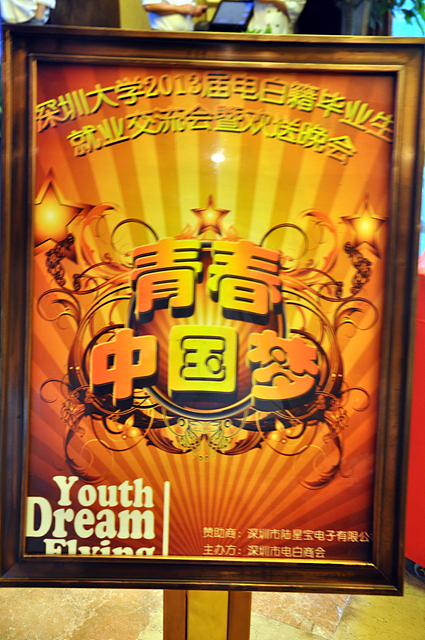 深圳大学2013届电白籍毕业生
就业交流会暨欢送晚会
青春
中国梦
Youth
Dream
Flying
赞助商：深圳市陆星宝电子有限公
主办方：深圳市电白商会